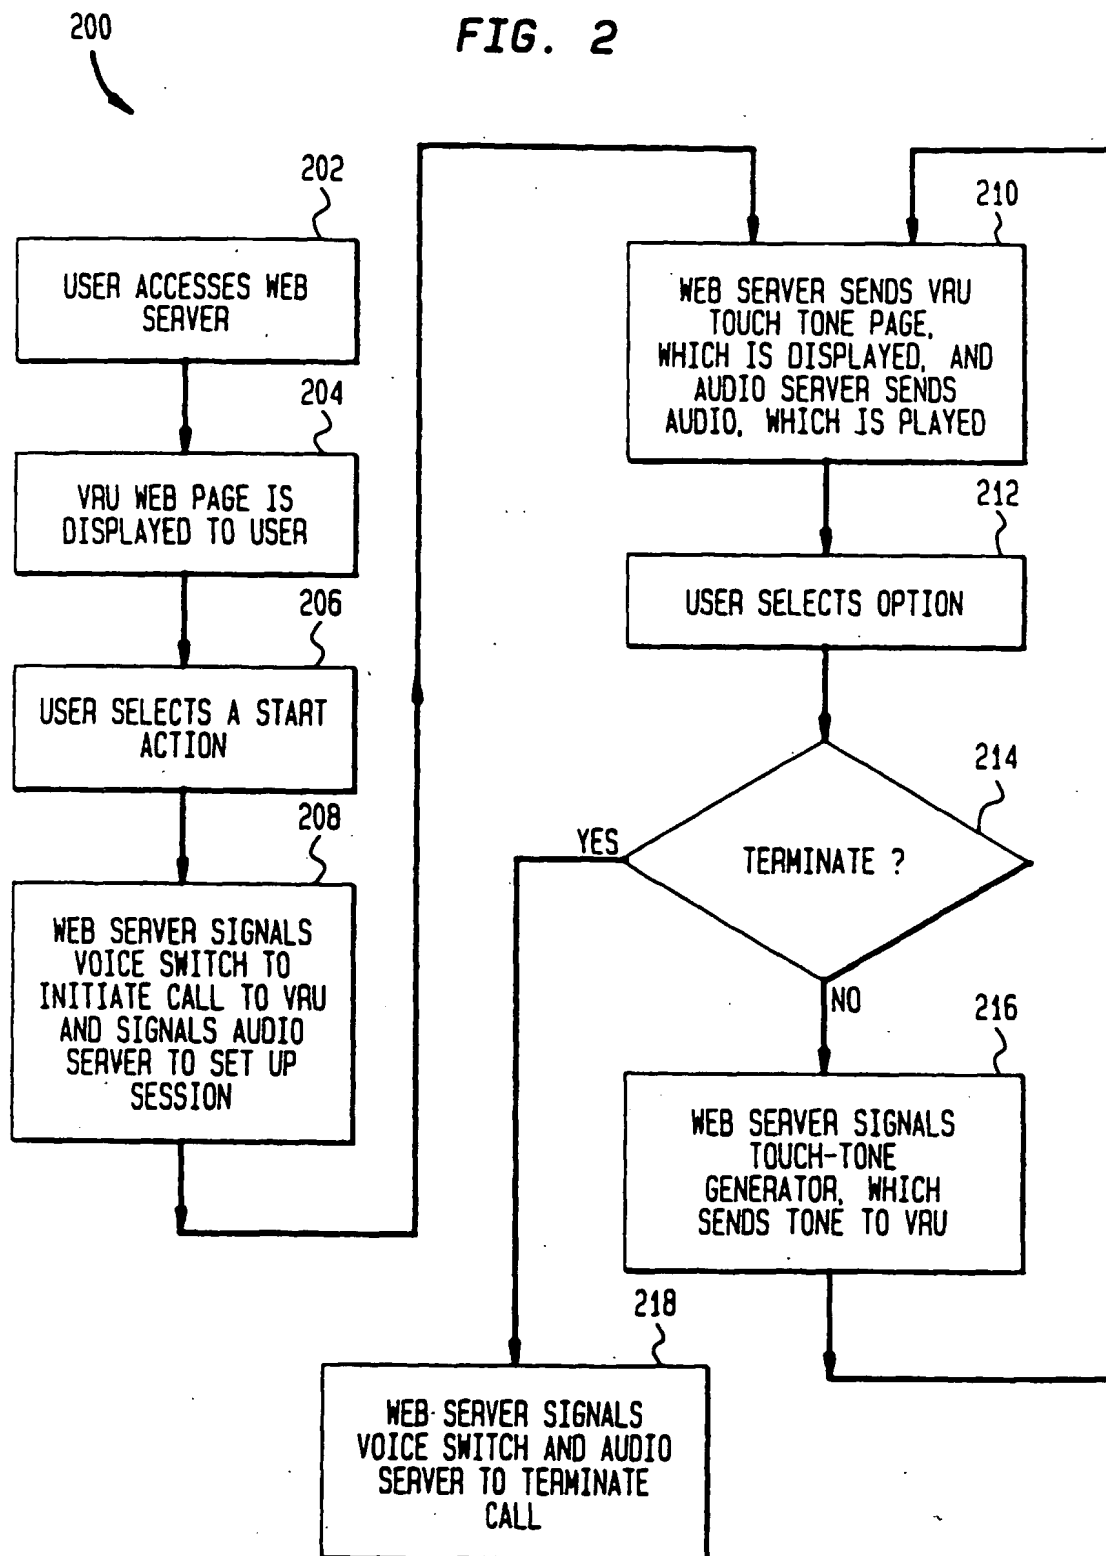 200
FIG. 2
202
USER ACCESSES WEB
SERVER
204
VRU WEB PAGE IS
DISPLAYED TO USER
206
USER SELECTS A START
ACTION
208
WEB SERVER SIGNALS
VOICE SWITCH TO
INITIATE CALL TO VRU
AND SIGNALS AUDIO
SERVER TO SET UP
SESSION
210
WEB SERVER SENDS VRU
TOUCH TONE PAGE,
WHICH IS DISPLAYED, AND
AUDIO SERVER SENDS
AUDIO, WHICH IS PLAYED
212
USER SELECTS OPTION
214
TERMINATE ?
YES
NO
216
WEB SERVER SIGNALS
TOUCH-TONE
GENERATOR, WHICH
SENDS TONE TO VRU
218
WEB SERVER SIGNALS
VOICE SWITCH AND AUDIO
SERVER TO TERMINATE
CALL